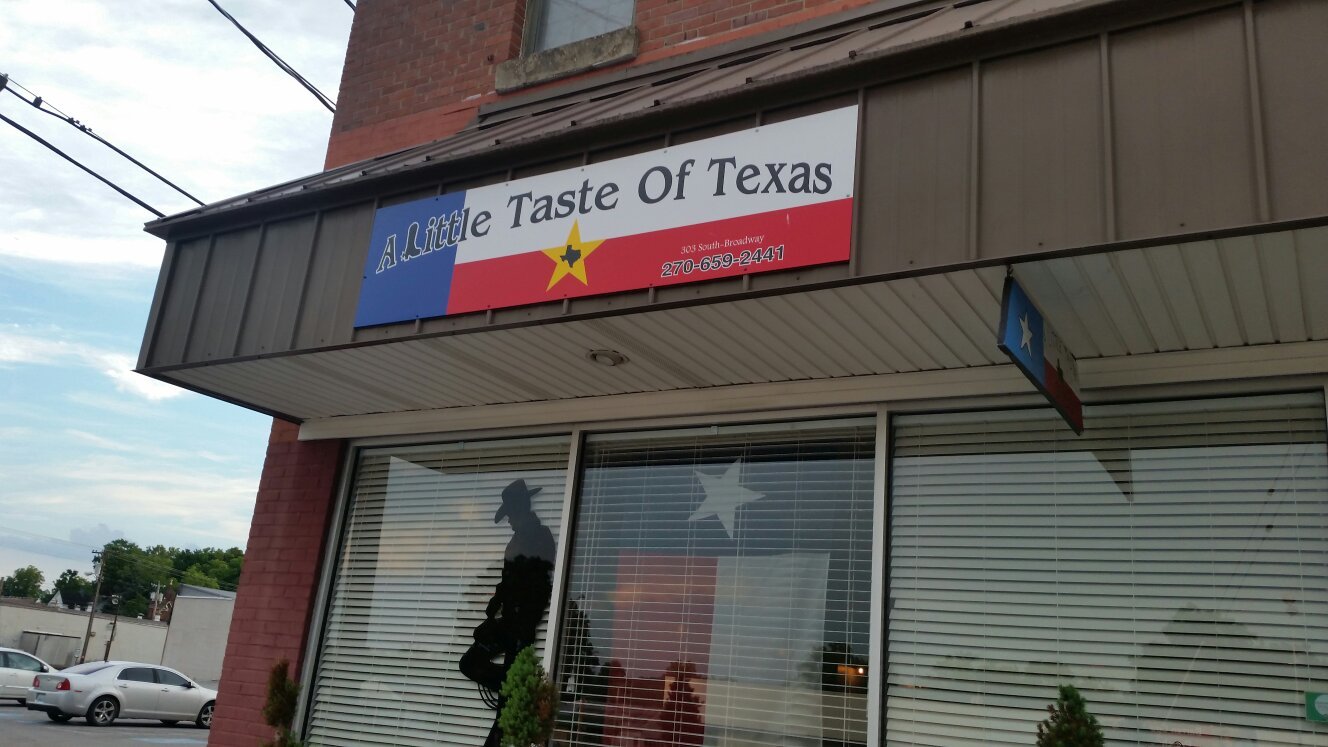 A Little Taste Of Texas
303 South-Broadway
270-659-2441